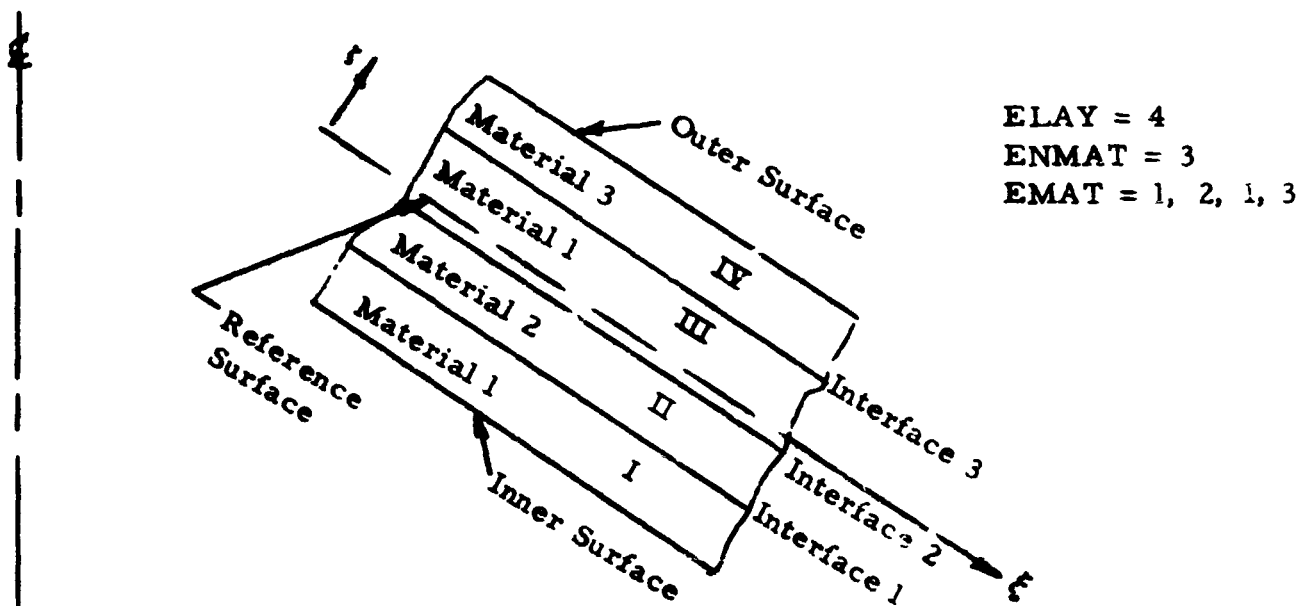 ℄
ζ
ELAY = 4
ENMAT = 3
EMAT = 1, 2, 1, 3
Outer Surface
Material 3
Material 1
Material 2
Material 1
IV
III
II
I
Reference
Surface
Inner Surface
Interface 3
Interface 2
Interface 1
ξ